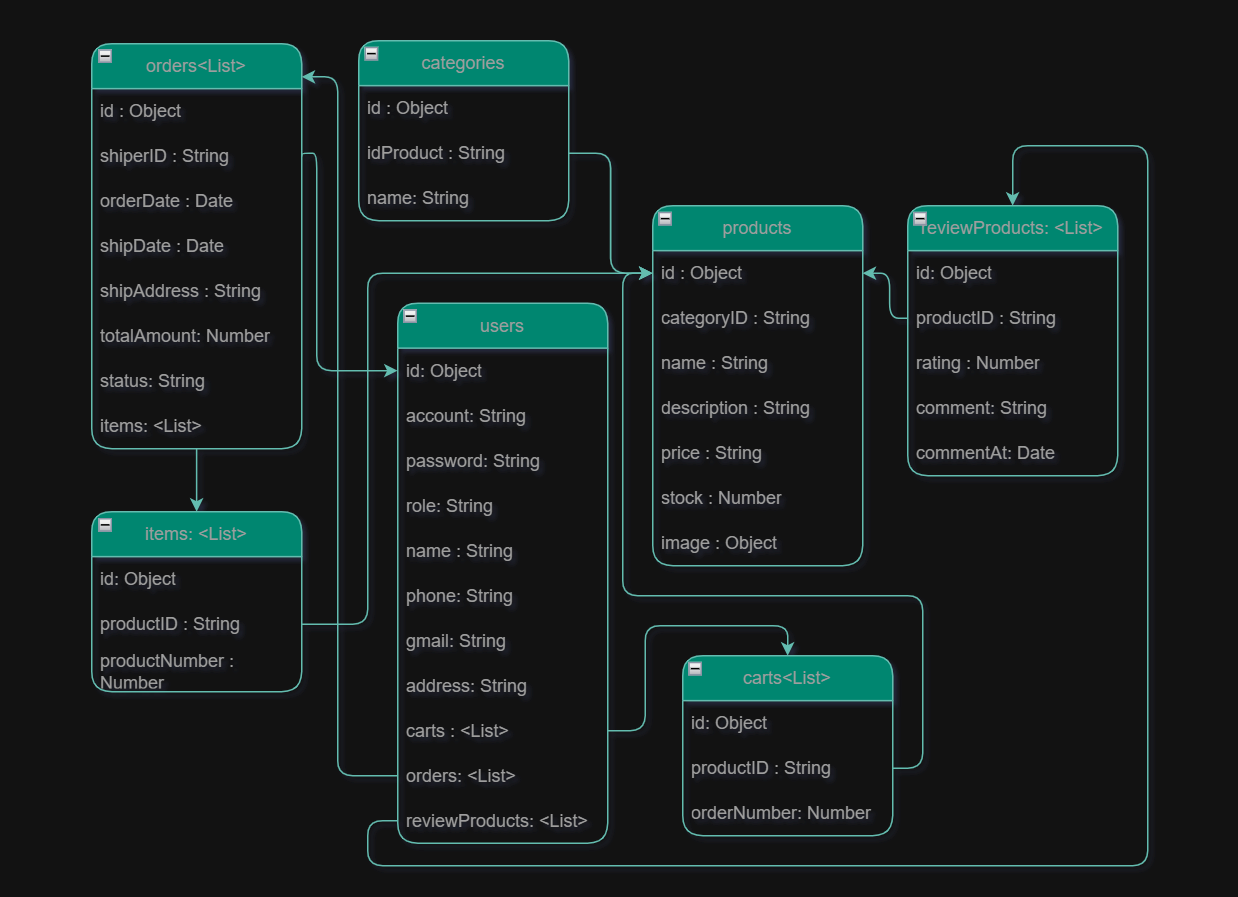 orders<List>
id : Object
shiperID : String
orderDate : Date
shipDate : Date
shipAddress : String
totalAmount: Number
status: String
items: <List>
categories
id : Object
idProduct : String
name: String
products
id : Object
categoryID : String
name : String
description : String
price : String
stock : Number
image : Object
reviewProducts: <List>
id: Object
productID : String
rating : Number
comment: String
commentAt: Date
users
id: Object
account: String
password: String
role: String
name : String
phone: String
gmail: String
address: String
carts : <List>
orders: <List>
reviewProducts: <List>
items: <List>
id: Object
productID : String
productNumber :
Number
carts<List>
id: Object
productID : String
orderNumber: Number